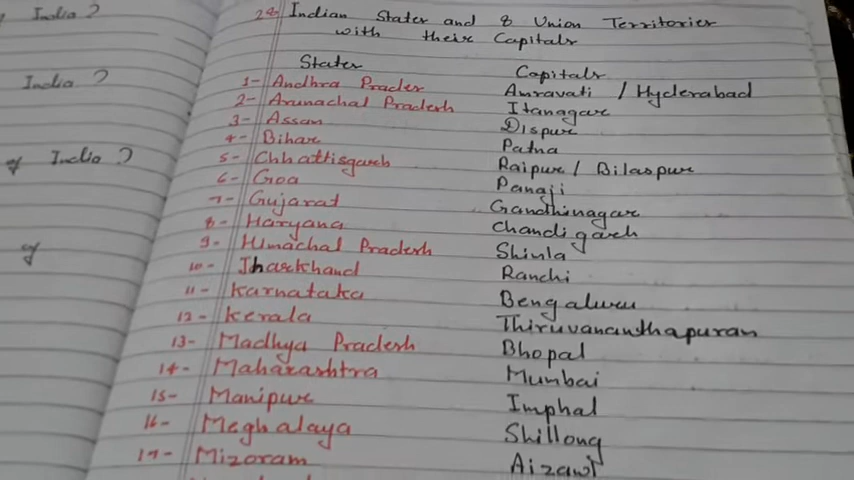 India ?
India ?
of India ?
of
28- Indian States and 8 Union Territories
with their Capitals
States Capitals
1- Andhra Prades Amravati / Hyderabad
2- Arunachal Pradesh Itanagar
3- Assam Dispur
4- Bihar Patna
5- Chhattisgarh Raipur / Bilaspur
6- Goa Panaji
7- Gujarat Gandhinagar
8- Haryana Chandigarh
9- Himachal Pradesh Shimla
10- Jharkhand Ranchi
11- Karnataka Bengaluru
12- Kerala Thiruvananthapuram
13- Madhya Pradesh Bhopal
14- Maharashtra Mumbai
15- Manipur Imphal
16- Meghalaya Shillong
17- Mizoram Aizawl